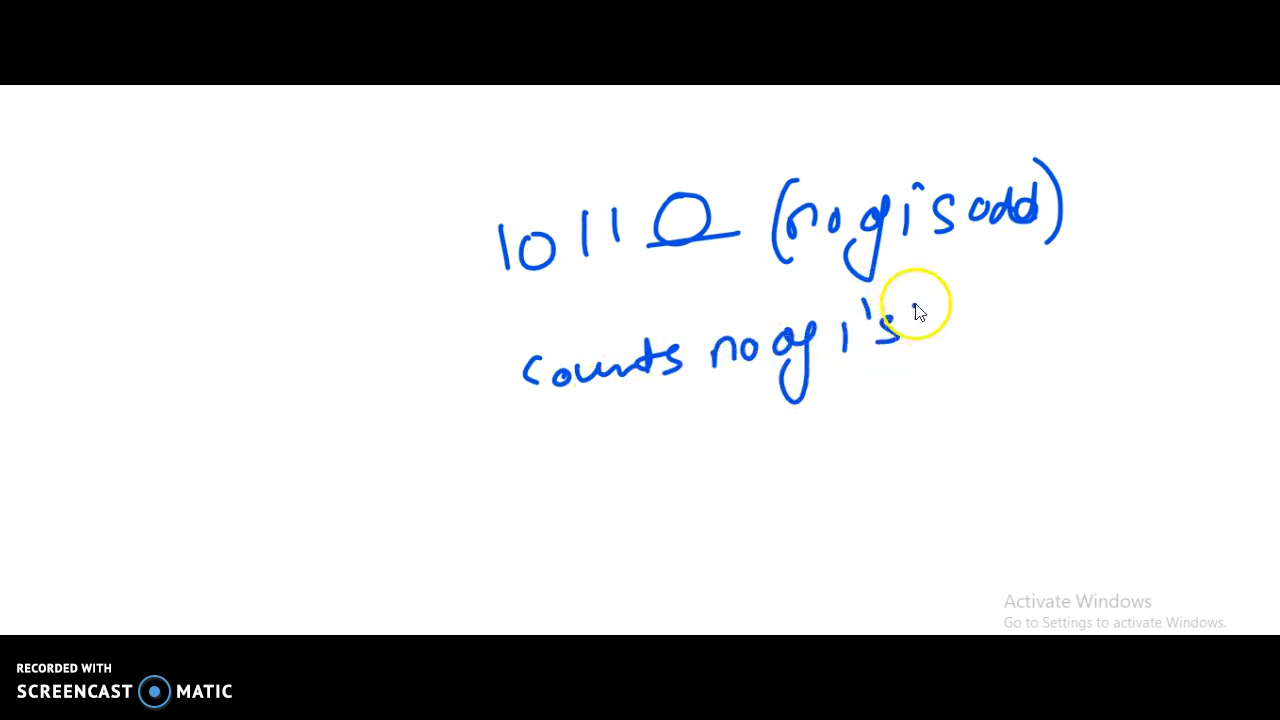 1011 0 (no of 1's odd)
counts no of 1's
Activate Windows
Go to Settings to activate Windows.
RECORDED WITH
SCREENCAST MATIC